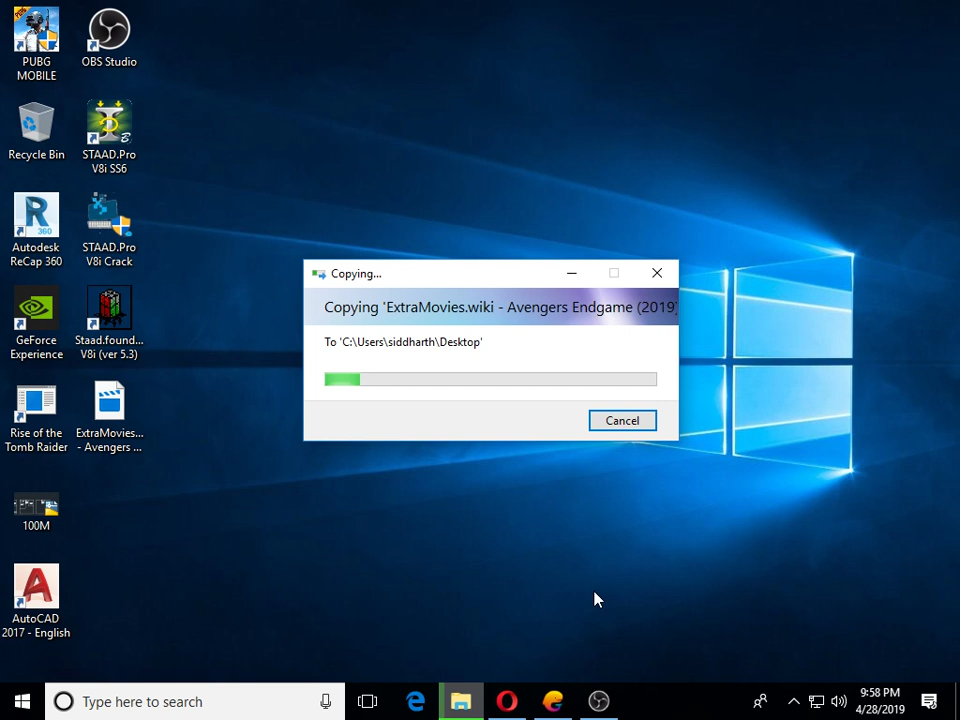 PUBG
MOBILE
OBS Studio
Recycle Bin
STAAD.Pro
V8i SS6
Autodesk
ReCap 360
STAAD.Pro
V8i Crack
GeForce
Experience
Staad.found...
V8i (ver 5.3)
Rise of the
Tomb Raider
ExtraMovies...
- Avengers ...
100M
AutoCAD
2017 - English
R
360
A
Copying...
Copying 'ExtraMovies.wiki - Avengers Endgame (2019)
To 'C:\Users\siddharth\Desktop'
Cancel
Type here to search
9:58 PM
4/28/2019